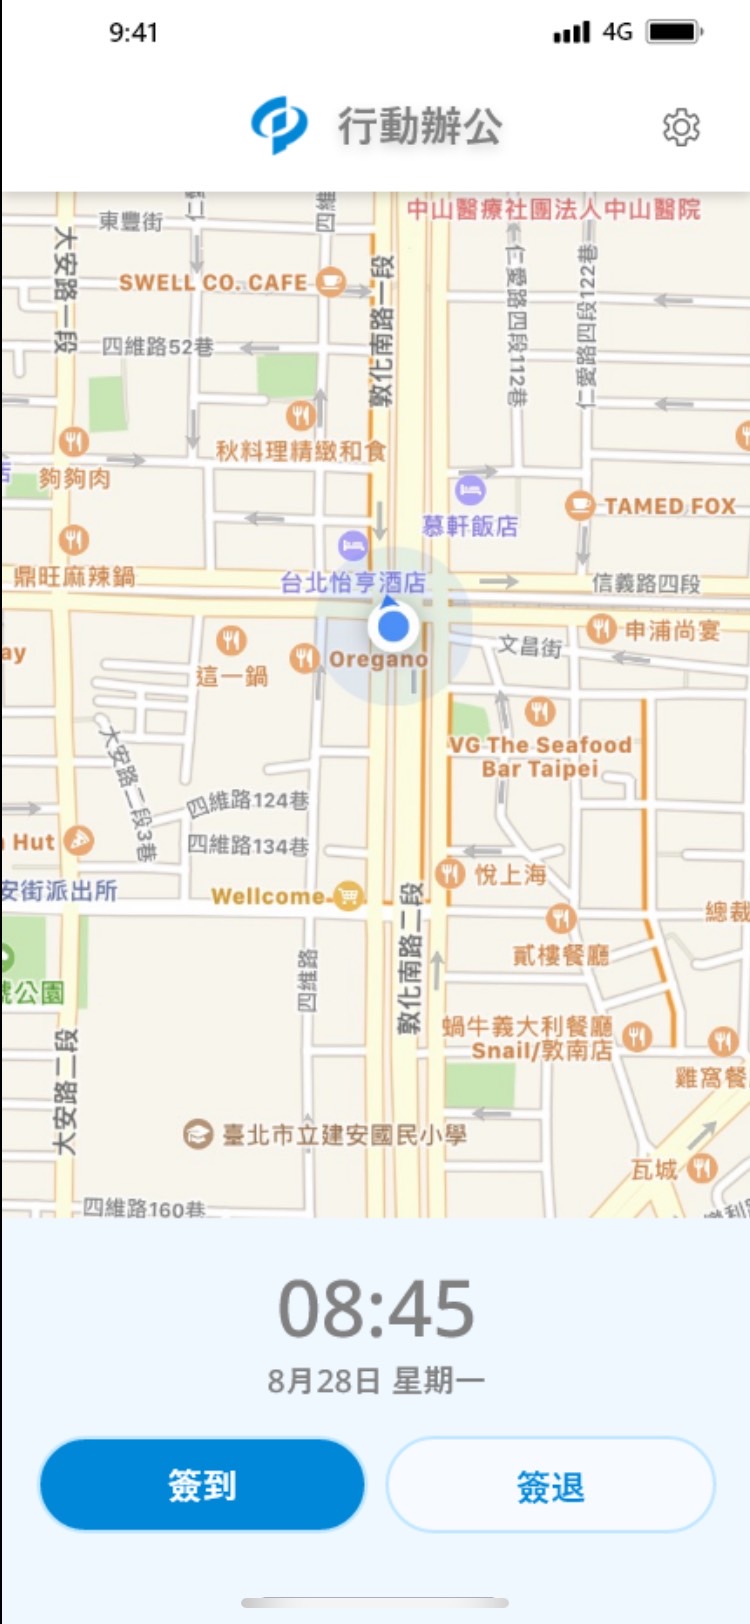 9:41
4G
行動辦公
中山醫療社團法人中山醫院
東豐街
四維
大安路一段
SWELL CO. CAFE
敦化南路一段
仁愛路四段112巷
仁愛路四段122巷
四維路52巷
秋料理精緻和食
夠夠肉
店
慕軒飯店
TAMED FOX
鼎旺麻辣鍋
台北怡亨酒店
信義路四段
申浦尚宴
文昌街
ay
這一鍋
Oregano
VG The Seafood
Bar Taipei
大安路二段3巷
四維路124巷
Hut
四維路134巷
悅上海
安街派出所
Wellcome
總裁
敦化南路二段
貳樓餐廳
四維路
號公園
蝸牛義大利餐廳
Snail/敦南店
雞窩餐
大安路二段
臺北市立建安國民小學
瓦城
四維路160巷
08:45
8月28日 星期一
簽到
簽退